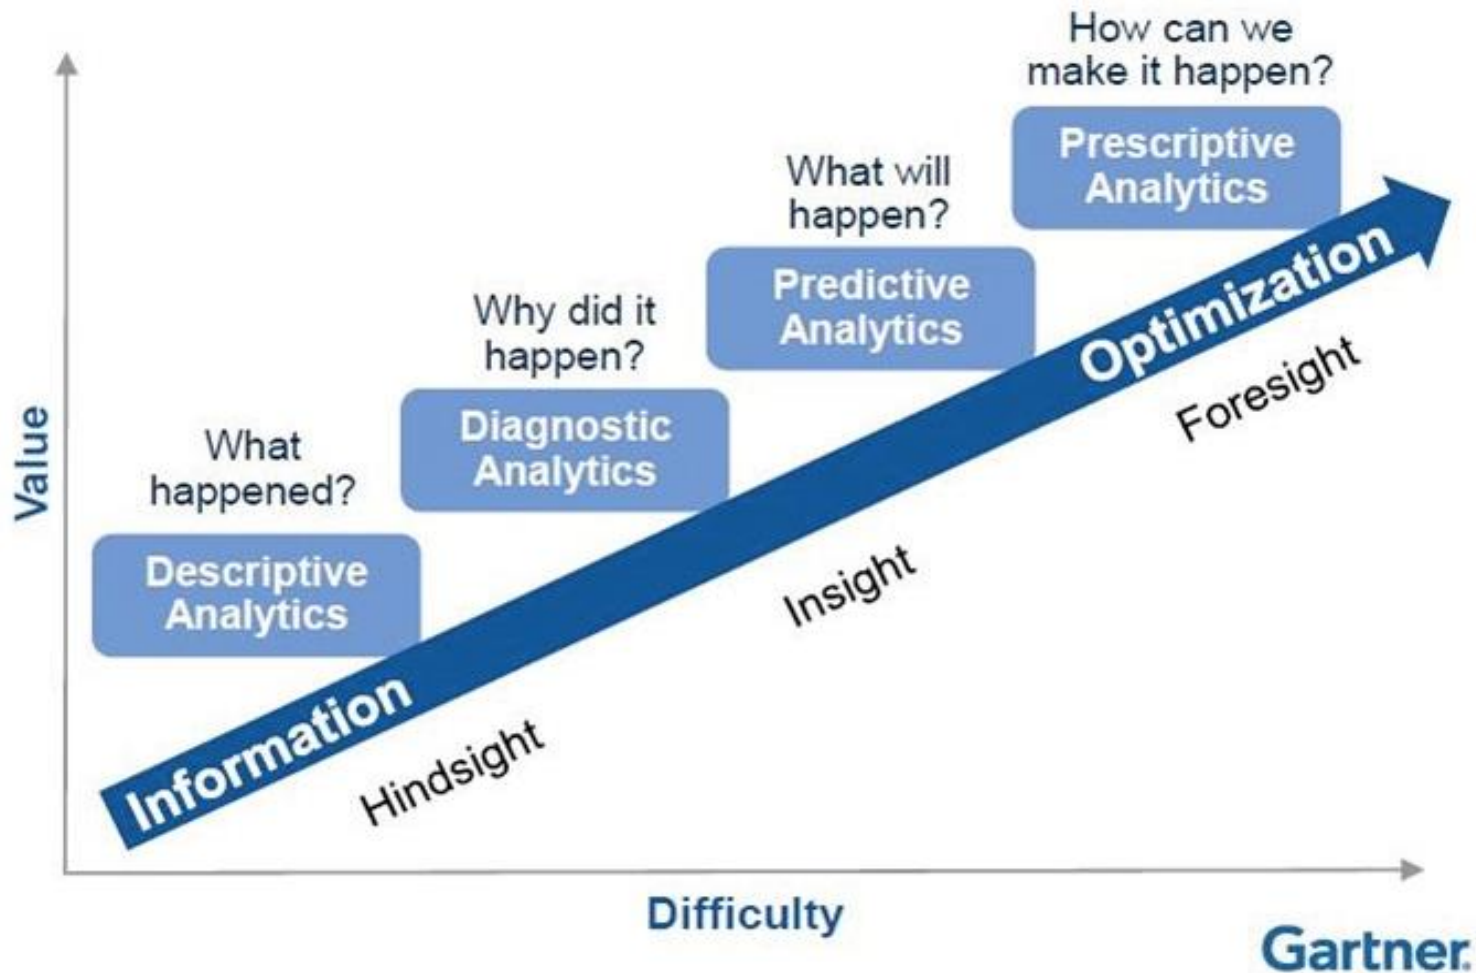 How can we
make it happen?
Prescriptive
Analytics
What will
happen?
Predictive
Analytics
Why did it
happen?
Diagnostic
Analytics
What
happened?
Descriptive
Analytics
Information
Optimization
Hindsight
Insight
Foresight
Value
Difficulty
Gartner.